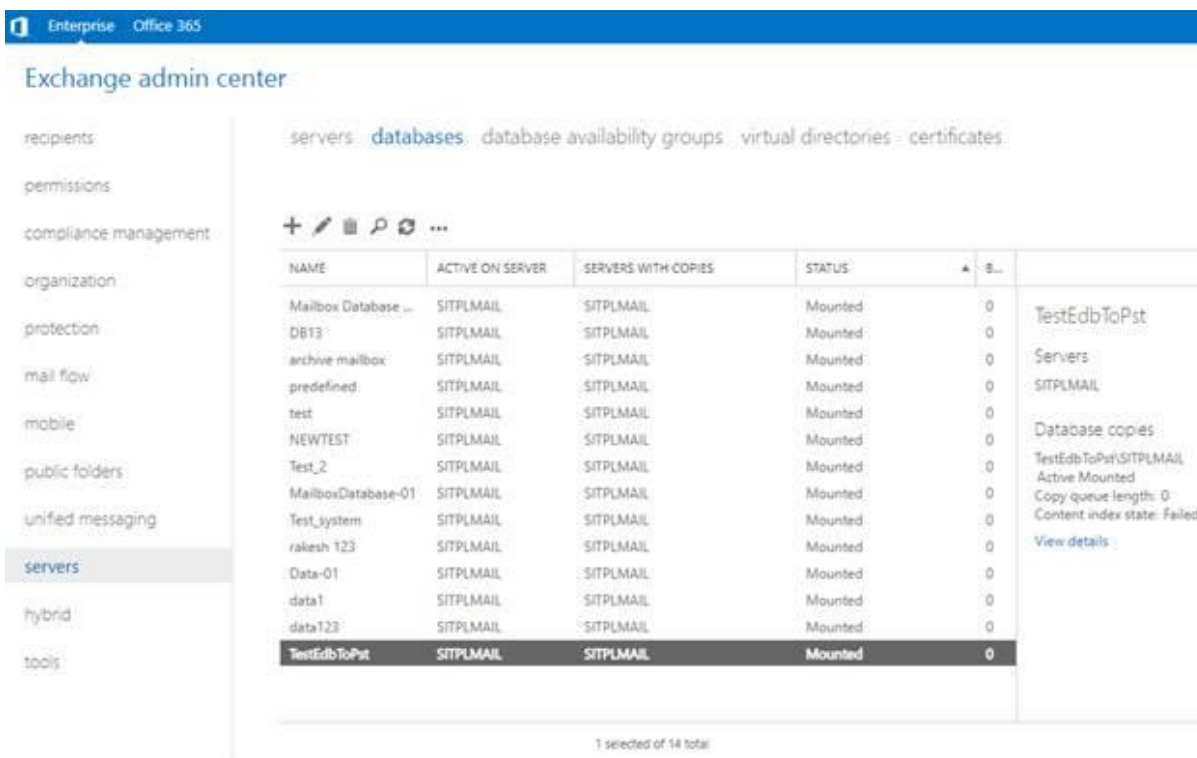 Enterprise Office 365
Exchange admin center
recipients
permissions
compliance management
organization
protection
mail flow
mobile
public folders
unified messaging
servers
hybrid
tools
servers databases database availability groups virtual directories certificates
NAME ACTIVE ON SERVER SERVERS WITH COPIES STATUS B...
Mailbox Database ... SITPLMAIL SITPLMAIL Mounted 0
DB13 SITPLMAIL SITPLMAIL Mounted 0
archive mailbox SITPLMAIL SITPLMAIL Mounted 0
predefined SITPLMAIL SITPLMAIL Mounted 0
test SITPLMAIL SITPLMAIL Mounted 0
NEWTEST SITPLMAIL SITPLMAIL Mounted 0
Test_2 SITPLMAIL SITPLMAIL Mounted 0
MailboxDatabase-01 SITPLMAIL SITPLMAIL Mounted 0
Test_system SITPLMAIL SITPLMAIL Mounted 0
rakesh 123 SITPLMAIL SITPLMAIL Mounted 0
Data-01 SITPLMAIL SITPLMAIL Mounted 0
data1 SITPLMAIL SITPLMAIL Mounted 0
data123 SITPLMAIL SITPLMAIL Mounted 0
TestEdbToPst SITPLMAIL SITPLMAIL Mounted 0
1 selected of 14 total
TestEdbToPst
Servers
SITPLMAIL
Database copies
TestEdbToPst\SITPLMAIL
Active Mounted
Copy queue length: 0
Content index state: Failed
View details